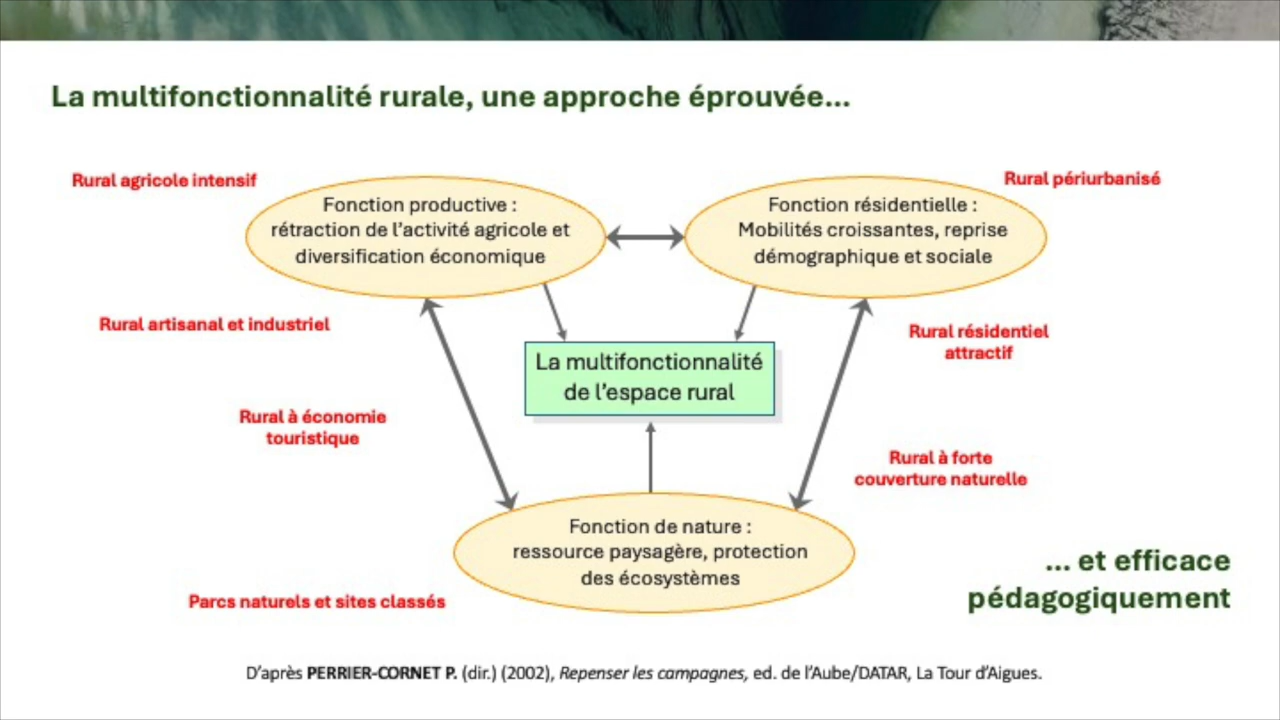 La multifonctionnalité rurale, une approche éprouvée...
Rural agricole intensif
Rural périurbanisé
Fonction productive :
rétraction de l'activité agricole et
diversification économique
Fonction résidentielle :
Mobilités croissantes, reprise
démographique et sociale
Rural artisanal et industriel
Rural résidentiel
attractif
La multifonctionnalité
de l'espace rural
Rural à économie
touristique
Rural à forte
couverture naturelle
Fonction de nature :
ressource paysagère, protection
des écosystèmes
... et efficace
pédagogiquement
Parcs naturels et sites classés
D'après PERRIER-CORNET P. (dir.) (2002), Repenser les campagnes, ed. de l'Aube/DATAR, La Tour d'Aigues.